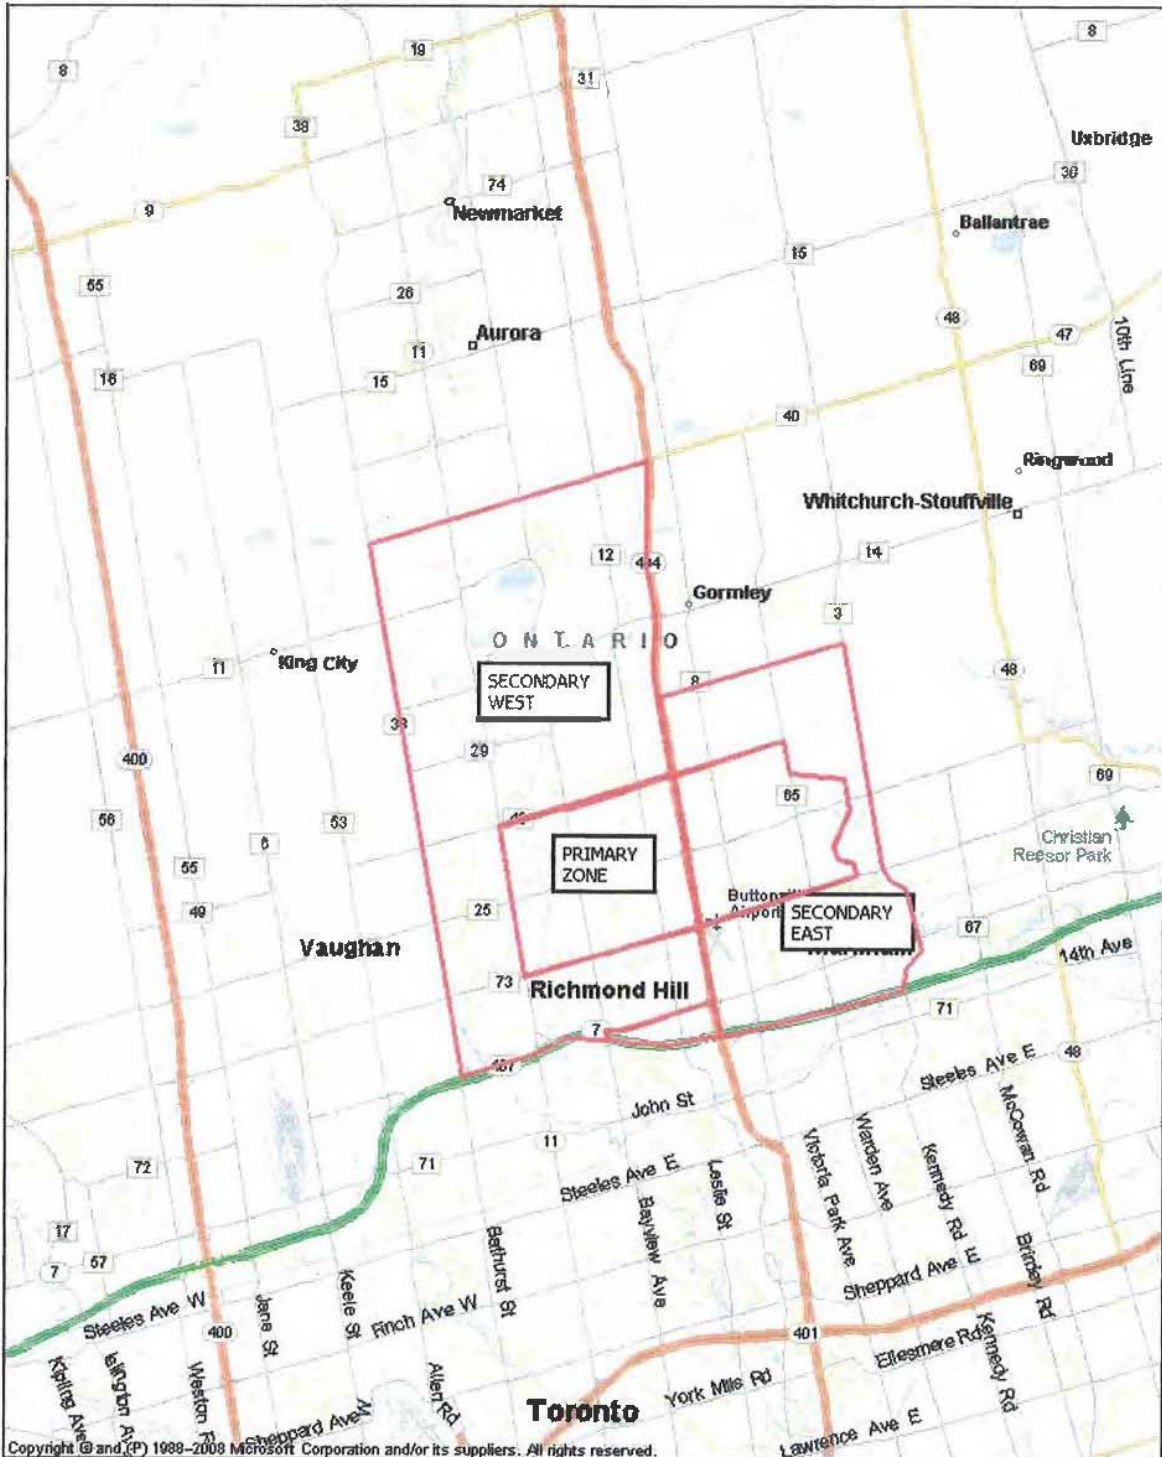 19
8
8
31
39
Uxbridge
74
30
9
Newmarket
Ballantrae
15
55
26
48
47
Aurora
11
10th Line
16
15
69
40
Ringwood
Whitchurch-Stouffville
12
404
14
Gormley
3
ONTARIO
King City
11
8
48
SECONDARY
WEST
38
29
400
69
65
56
53
6
Christian
Reesor Park
PRIMARY
ZONE
55
49
25
SECONDARY
EAST
67
Vaughan
14th Ave
73
Richmond Hill
71
7
407
Steeles Ave E
48
John St
11
71
72
Steeles Ave E
Leslie St
Victoria Park Ave
Warden Ave
Kennedy Rd
McCowan Rd
Bayview Ave
17
57
7
Bathurst St
Brimley Rd
Sheppard Ave E
Keele St
Jane St
Steeles Ave W
Finch Ave W
400
401
Ellesmere Rd
Kennedy Rd
Kipling Ave
Weston
Allen Rd
York Mills Rd
Toronto
Sheppard Ave W
Lawrence Ave E
Copyright © and (P) 1988–2008 Microsoft Corporation and/or its suppliers. All rights reserved.